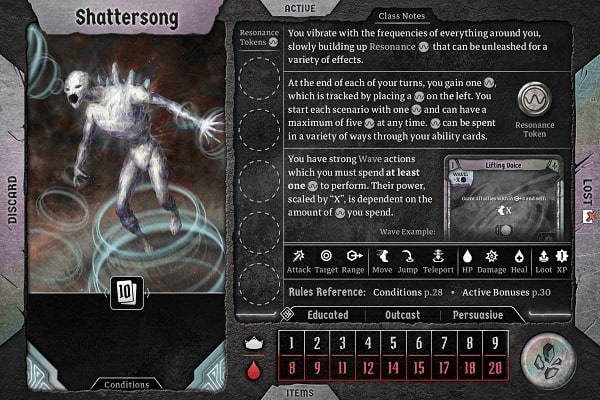 Shattersong
ACTIVE
Class Notes
Resonance
Tokens
You vibrate with the frequencies of everything around you,
slowly building up Resonance that can be unleashed for a
variety of effects.
At the end of each of your turns, you gain one ,
which is tracked by placing a on the left. You
start each scenario with one and can have a
maximum of five at any time. can be spent
in a variety of ways through your ability cards.
Resonance
Token
You have strong Wave actions
which you must spend at least
one to perform. Their power,
scaled by "X", is dependent on the
amount of you spend.
Wave Example:
Lifting Voice
WAVE:
-X
Grant all allies within and self:
X
DISCARD
LOST
Attack Target Range Move Jump Teleport HP Damage Heal Loot XP
Rules Reference: Conditions p.28 • Active Bonuses p.30
Educated Outcast Persuasive
10
1 2 3 4 5 6 7 8 9
8 9 11 12 14 15 17 18 20
Conditions
ITEMS